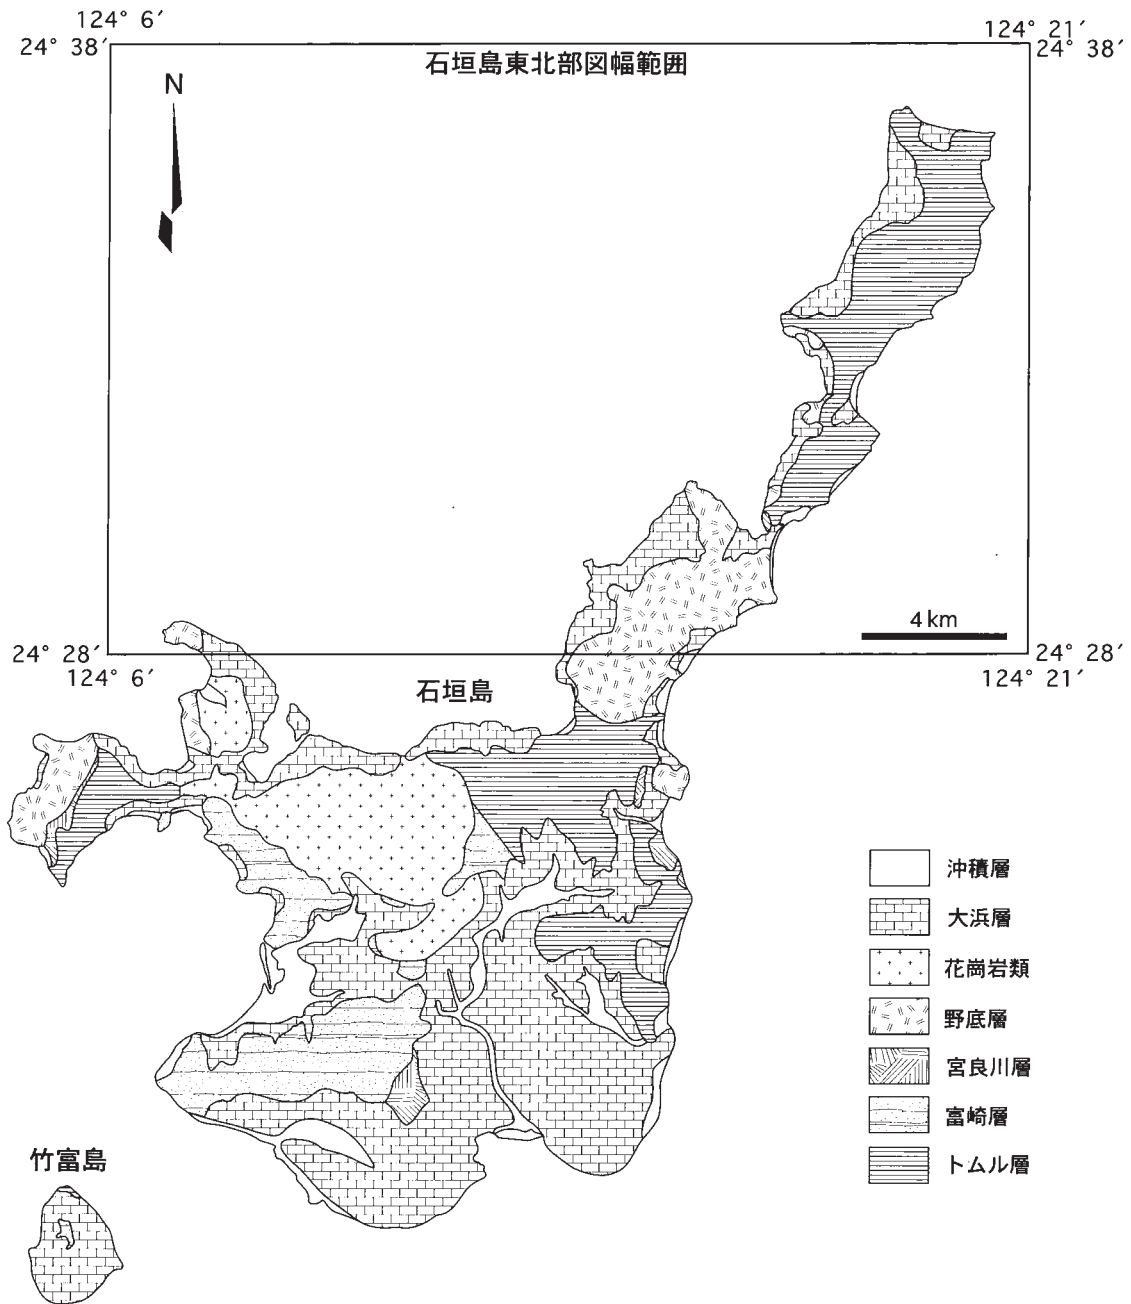 124° 6′
124° 21′
24° 38′
24° 38′
石垣島東北部図幅範囲
N
4 km
24° 28′
24° 28′
124° 6′
124° 21′
石垣島
沖積層
大浜層
花崗岩類
野底層
宮良川層
富崎層
トムル層
竹富島